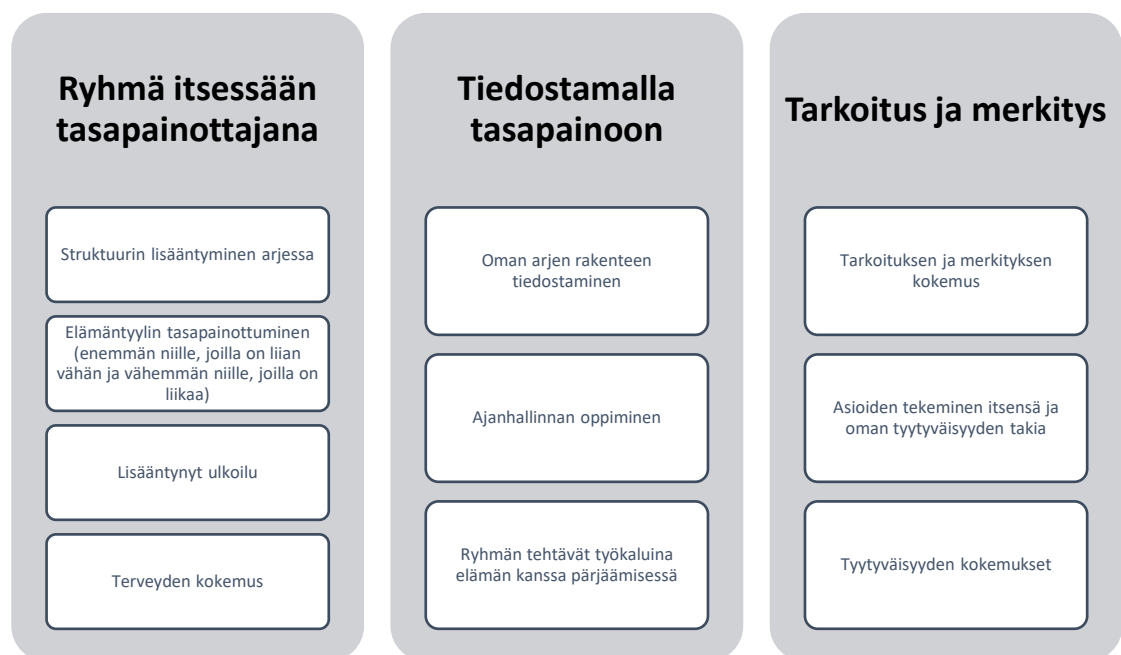 Ryhmä itsessään
tasapainottajana
Struktuurin lisääntyminen arjessa
Elämäntyylin tasapainottuminen
(enemmän niille, joilla on liian
vähän ja vähemmän niille, joilla on
liikaa)
Lisääntynyt ulkoilu
Terveyden kokemus
Tiedostamalla
tasapainoon
Oman arjen rakenteen
tiedostaminen
Ajanhallinnan oppiminen
Ryhmän tehtävät työkaluina
elämän kanssa pärjäämisessä
Tarkoitus ja merkitys
Tarkoituksen ja merkityksen
kokemus
Asioiden tekeminen itsensä ja
oman tyytyväisyyden takia
Tyytyväisyyden kokemukset